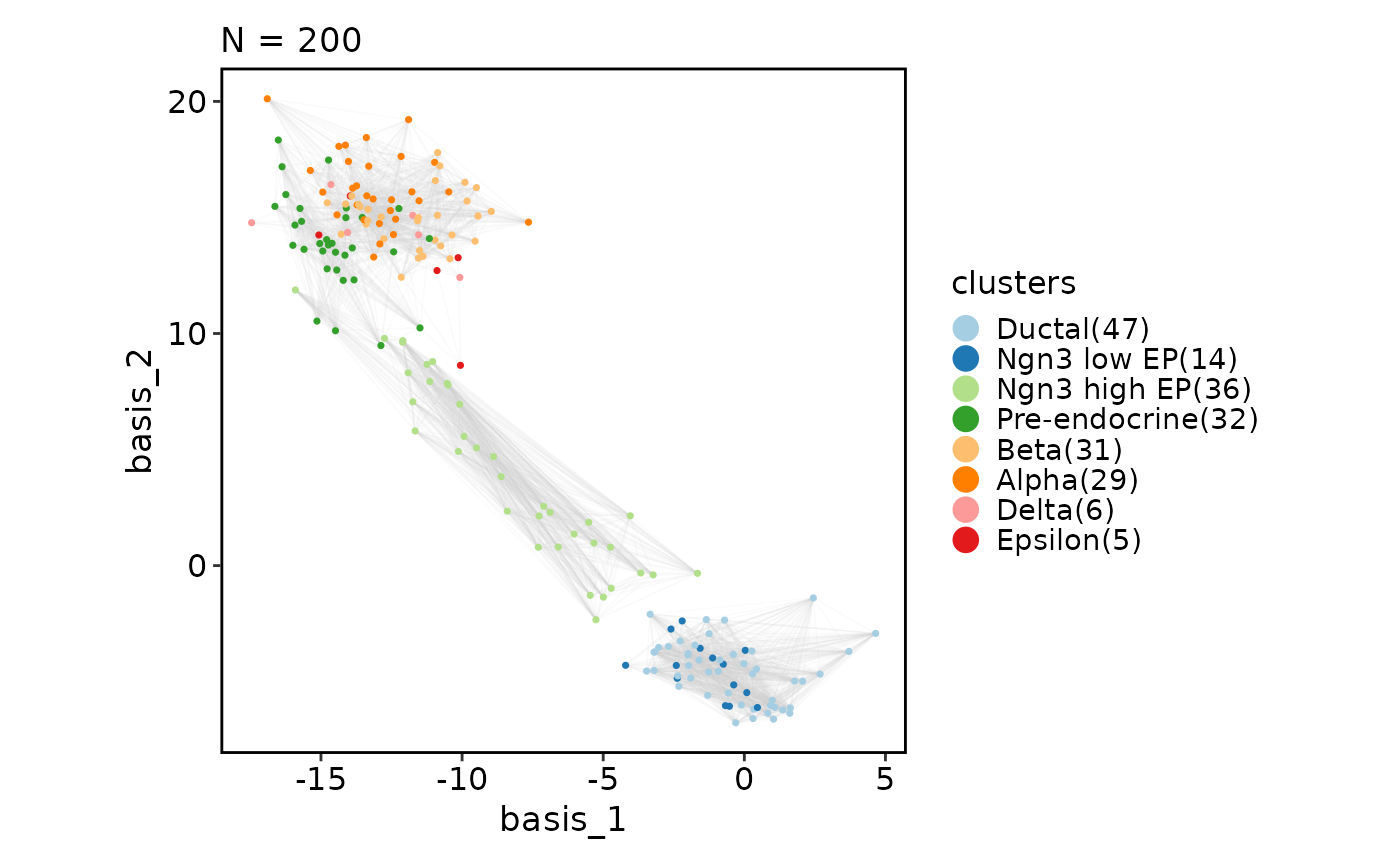 N = 200
20
10
0
basis_2
-15
-10
-5
0
5
basis_1
clusters
Ductal(47)
Ngn3 low EP(14)
Ngn3 high EP(36)
Pre-endocrine(32)
Beta(31)
Alpha(29)
Delta(6)
Epsilon(5)